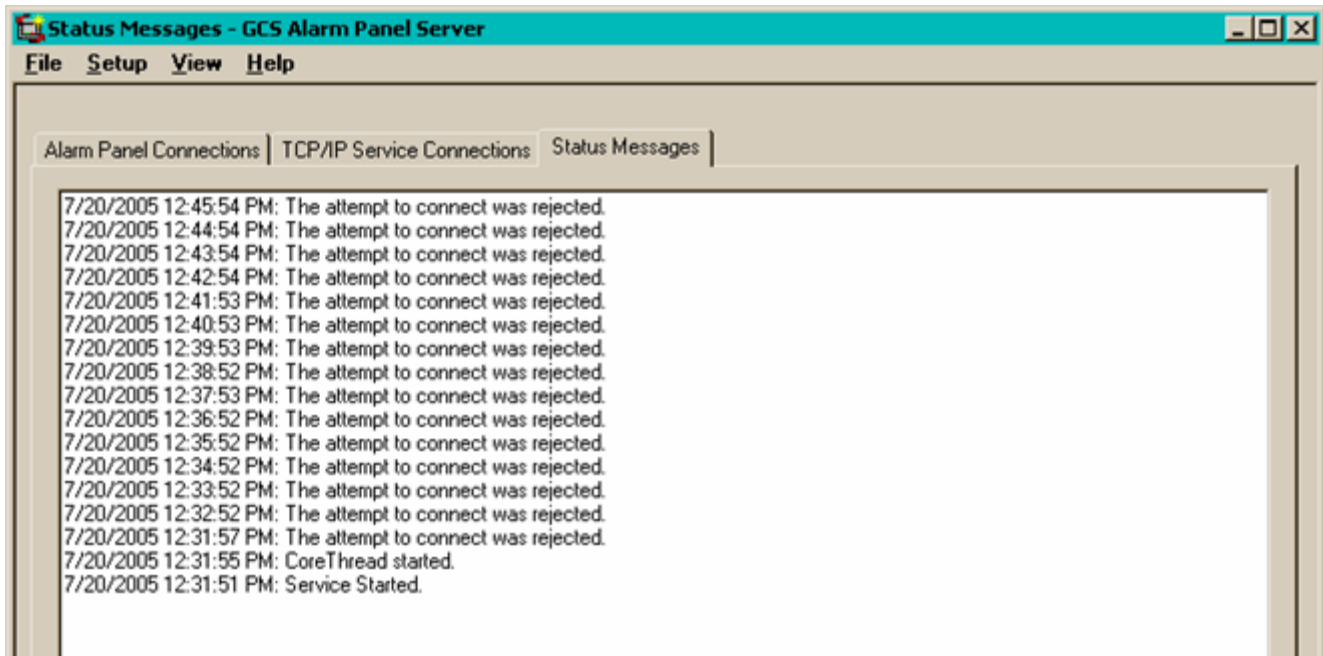 Status Messages - GCS Alarm Panel Server
File Setup View Help
Alarm Panel Connections TCP/IP Service Connections Status Messages
7/20/2005 12:45:54 PM: The attempt to connect was rejected.
7/20/2005 12:44:54 PM: The attempt to connect was rejected.
7/20/2005 12:43:54 PM: The attempt to connect was rejected.
7/20/2005 12:42:54 PM: The attempt to connect was rejected.
7/20/2005 12:41:53 PM: The attempt to connect was rejected.
7/20/2005 12:40:53 PM: The attempt to connect was rejected.
7/20/2005 12:39:53 PM: The attempt to connect was rejected.
7/20/2005 12:38:52 PM: The attempt to connect was rejected.
7/20/2005 12:37:53 PM: The attempt to connect was rejected.
7/20/2005 12:36:52 PM: The attempt to connect was rejected.
7/20/2005 12:35:52 PM: The attempt to connect was rejected.
7/20/2005 12:34:52 PM: The attempt to connect was rejected.
7/20/2005 12:33:52 PM: The attempt to connect was rejected.
7/20/2005 12:32:52 PM: The attempt to connect was rejected.
7/20/2005 12:31:57 PM: The attempt to connect was rejected.
7/20/2005 12:31:55 PM: CoreThread started.
7/20/2005 12:31:51 PM: Service Started.